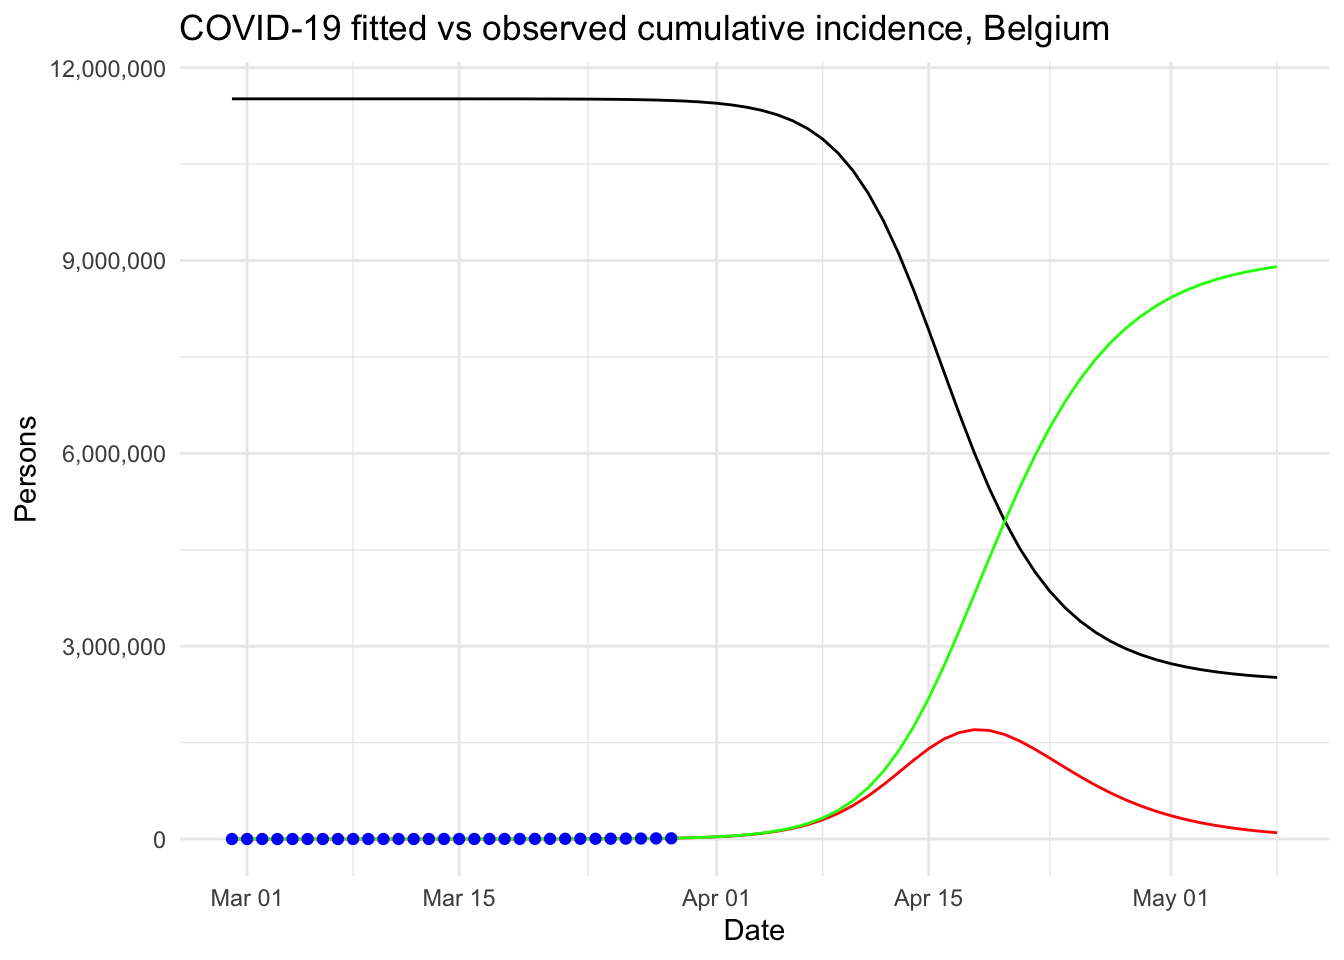 COVID-19 fitted vs observed cumulative incidence, Belgium
12,000,000
9,000,000
6,000,000
3,000,000
0
Persons
Mar 01
Mar 15
Apr 01
Apr 15
May 01
Date